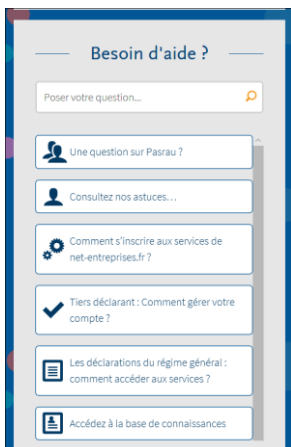 Besoin d'aide ?
Poser votre question...
Une question sur Pasrau ?
Consultez nos astuces...
Comment s'inscrire aux services de
net-entreprises.fr ?
Tiers déclarant : Comment gérer votre
compte ?
Les déclarations du régime général :
comment accéder aux services ?
Accédez à la base de connaissances